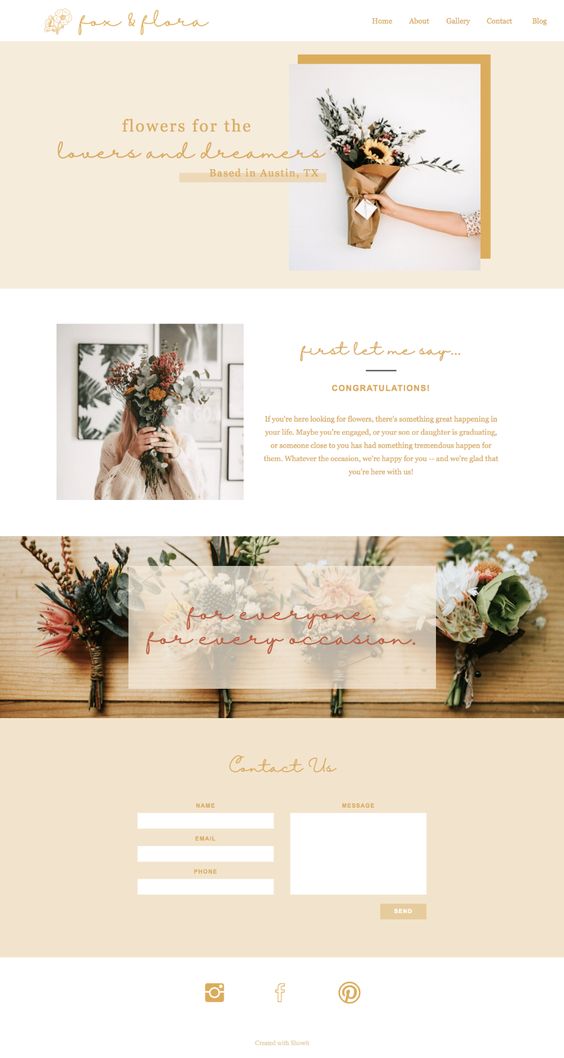 fox & flora
Home About Gallery Contact Blog
flowers for the
lovers and dreamers
Based in Austin, TX
first let me say...
CONGRATULATIONS!
If you're here looking for flowers, there's something great happening in
your life. Maybe you're engaged, or your son or daughter is graduating,
or someone close to you has had something tremendous happen for
them. Whatever the occasion, we're happy for you — and we're glad that
you're here with us!
for everyone,
for every occasion.
Contact Us
NAME
EMAIL
PHONE
MESSAGE
SEND
Created with Showit